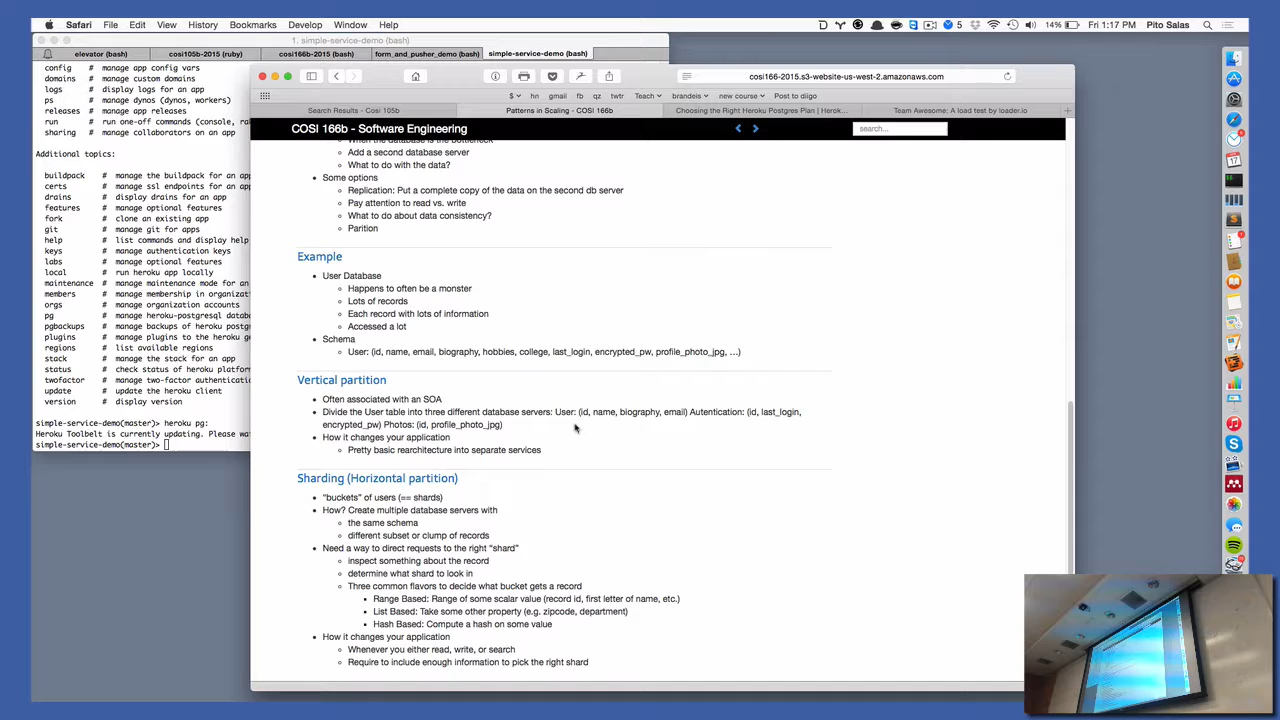 Safari File Edit View History Bookmarks Develop Window Help
5 14% Fri 1:17 PM Pito Salas
1. simple-service-demo (bash)
elevator (bash) cosi105b-2015 (ruby) cosi166b-2015 (bash) form_and_pusher_demo (bash) simple-service-demo (bash)
config # manage app config vars
domains # manage custom domains
logs # display logs for an app
ps # manage dynos (dynos, workers)
releases # manage app releases
run # run one-off commands (console, ra
sharing # manage collaborators on an app
Additional topics:
buildpack # manage the buildpack for an ap
certs # manage ssl endpoints for an ap
drains # display drains for an app
features # manage optional features
fork # clone an existing app
git # manage git for apps
help # list commands and display help
keys # manage authentication keys
labs # manage optional features
local # run heroku app locally
maintenance # manage maintenance mode for an
members # manage membership in organizat
orgs # manage organization accounts
pg # manage heroku-postgresql datab
pgbackups # manage backups of heroku postg
plugins # manage plugins to the heroku g
regions # list available regions
stack # manage the stack for an app
status # check status of heroku platfor
twofactor # manage two-factor authenticati
update # update the heroku client
version # display version
simple-service-demo(master)> heroku pg:
Heroku Toolbelt is currently updating. Please wa
simple-service-demo(master)>
cosi166-2015.s3-website-us-west-2.amazonaws.com
$ hn gmail fb qz twtr Teach brandeis new course Post to diigo
Search Results - Cosi 105b Patterns in Scaling - COSI 166b Choosing the Right Heroku Postgres Plan | Herok... Team Awesome: A load test by loader.io
COSI 166b - Software Engineering search...
When the database is the bottleneck
Add a second database server
What to do with the data?
Some options
Replication: Put a complete copy of the data on the second db server
Pay attention to read vs. write
What to do about data consistency?
Parition
Example
User Database
Happens to often be a monster
Lots of records
Each record with lots of information
Accessed a lot
Schema
User: (id, name, email, biography, hobbies, college, last_login, encrypted_pw, profile_photo_jpg, ...)
Vertical partition
Often associated with an SOA
Divide the User table into three different database servers: User: (id, name, biography, email) Autentication: (id, last_login,
encrypted_pw) Photos: (id, profile_photo_jpg)
How it changes your application
Pretty basic rearchitecture into separate services
Sharding (Horizontal partition)
"buckets" of users (== shards)
How? Create multiple database servers with
the same schema
different subset or clump of records
Need a way to direct requests to the right "shard"
inspect something about the record
determine what shard to look in
Three common flavors to decide what bucket gets a record
Range Based: Range of some scalar value (record id, first letter of name, etc.)
List Based: Take some other property (e.g. zipcode, department)
Hash Based: Compute a hash on some value
How it changes your application
Whenever you either read, write, or search
Require to include enough information to pick the right shard